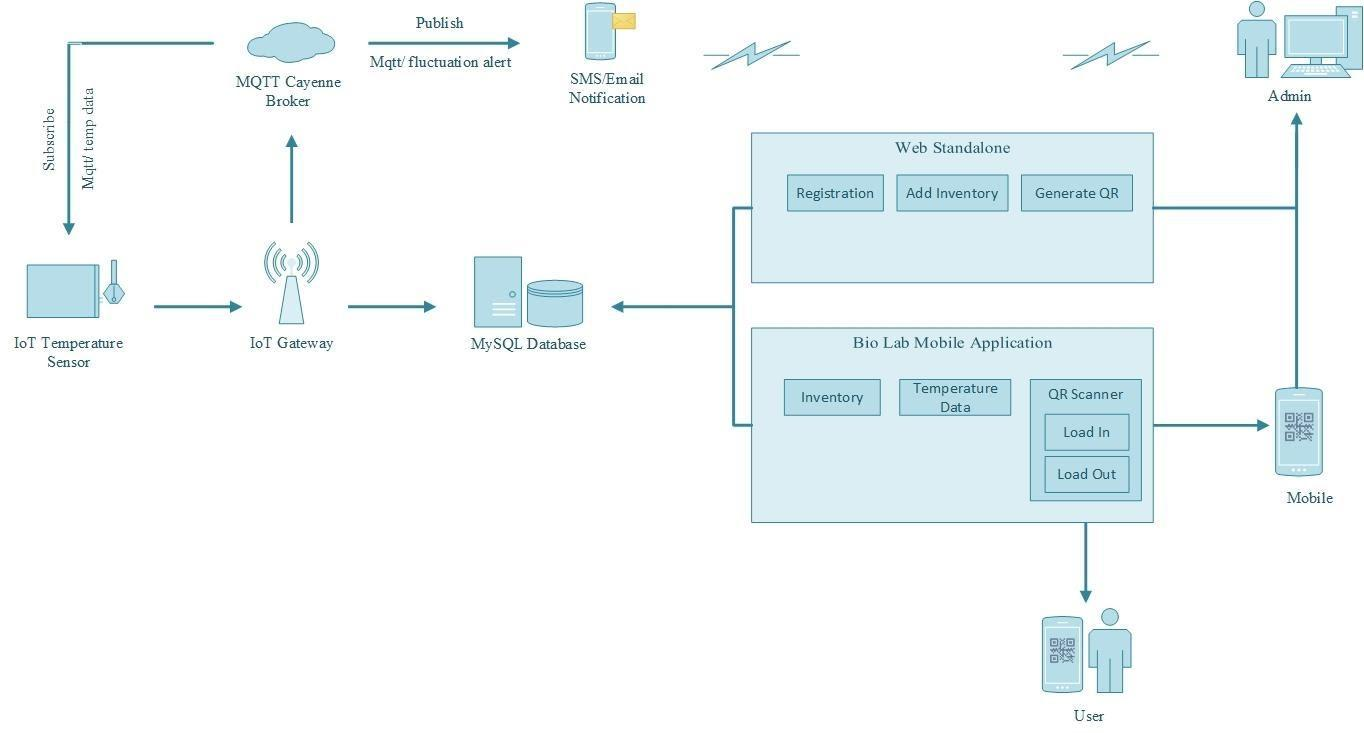 Publish
Mqtt/ fluctuation alert
MQTT Cayenne
Broker
SMS/Email
Notification
Admin
Subscribe
Mqtt/ temp data
Web Standalone
Registration
Add Inventory
Generate QR
IoT Temperature
Sensor
IoT Gateway
MySQL Database
Bio Lab Mobile Application
Inventory
Temperature
Data
QR Scanner
Load In
Load Out
Mobile
User